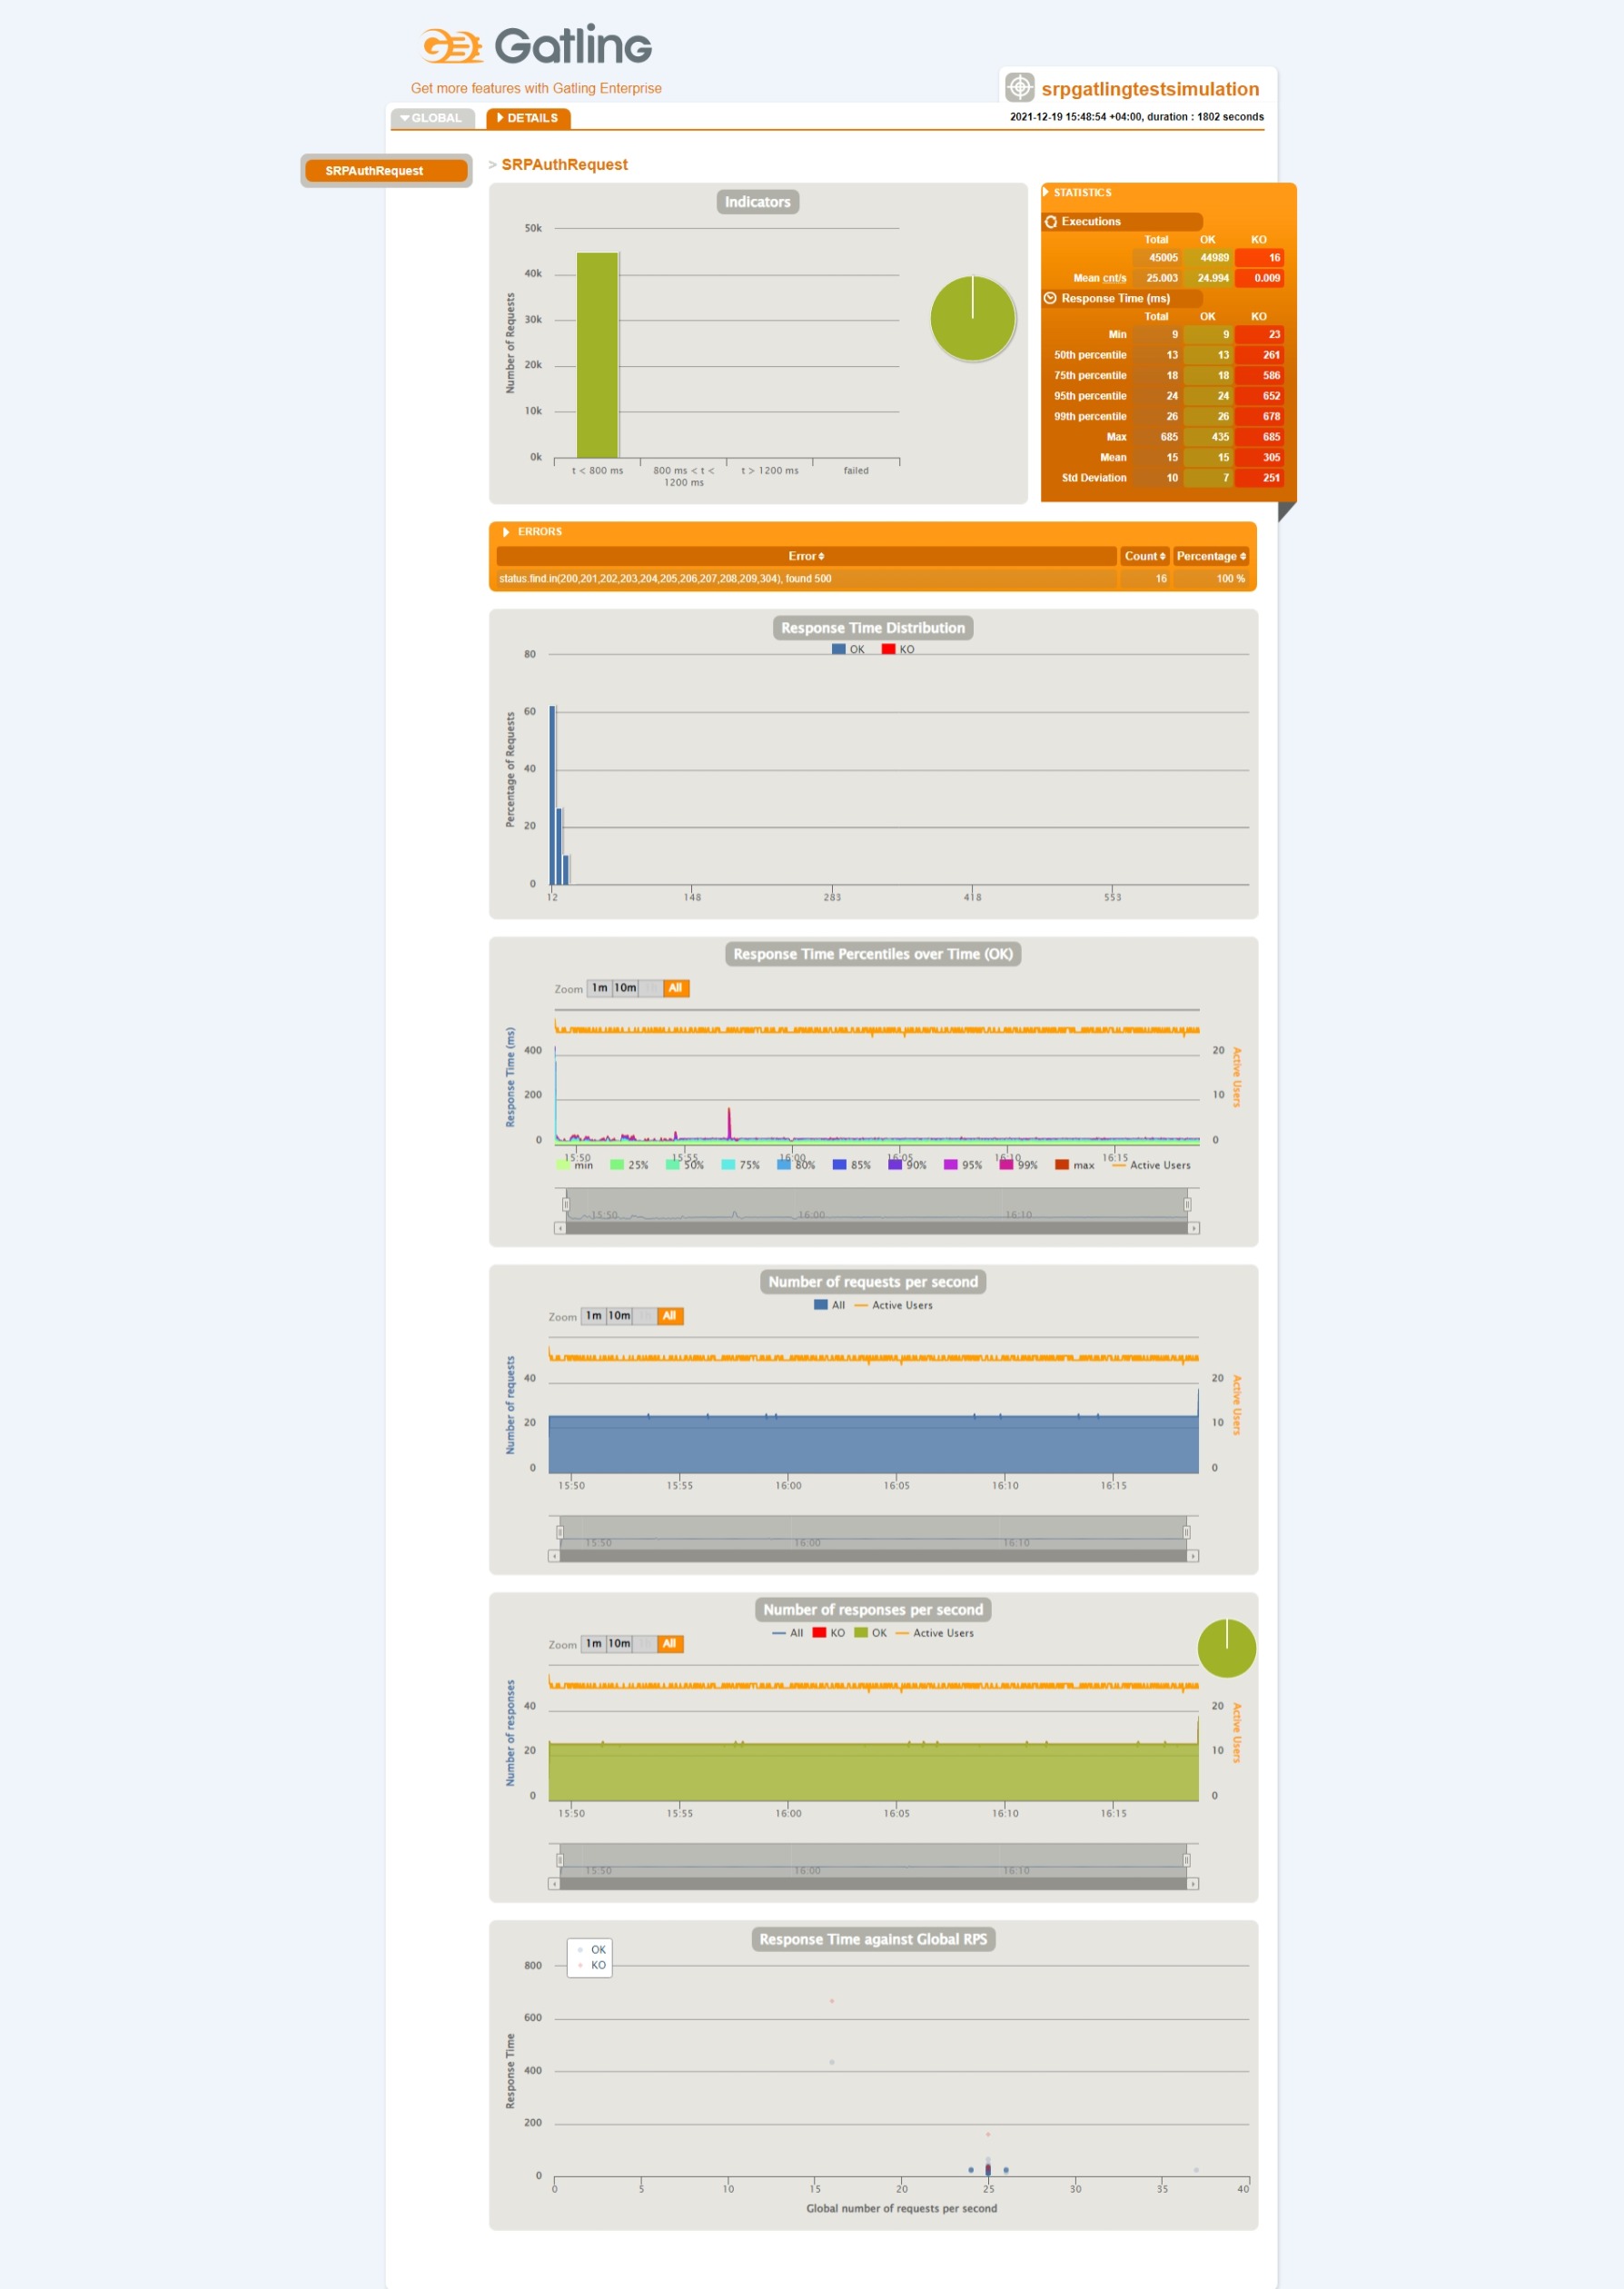 Gatling
Get more features with Gatling Enterprise
srpgatlingtestsimulation
GLOBAL
DETAILS
2021-12-19 15:48:54 +04:00, duration : 1802 seconds
SRPAuthRequest
> SRPAuthRequest
Indicators
50k
40k
30k
20k
10k
0k
Number of Requests
t < 800 ms
800 ms < t < 1200 ms
t > 1200 ms
failed
STATISTICS
Executions
Total OK KO
45005 44989 16
Mean cnt/s 25.003 24.994 0.009
Response Time (ms)
Total OK KO
Min 9 9 23
50th percentile 13 13 261
75th percentile 18 18 586
95th percentile 24 24 652
99th percentile 26 26 678
Max 685 435 685
Mean 15 15 305
Std Deviation 10 7 251
ERRORS
Error Count Percentage
status.find.in(200,201,202,203,204,205,206,207,208,209,304), found 500 16 100 %
Response Time Distribution
OK KO
80
60
40
20
0
Percentage of Requests
12 148 283 418 553
Response Time Percentiles over Time (OK)
Zoom 1m 10m All
400
200
0
Response Time (ms)
20
10
0
Active Users
15:50 15:55 16:00 16:05 16:10 16:15
min 25% 50% 75% 80% 85% 90% 95% 99% max Active Users
15:50 16:00 16:10
Number of requests per second
All Active Users
Zoom 1m 10m All
40
20
0
Number of requests
20
10
0
Active Users
15:50 15:55 16:00 16:05 16:10 16:15
15:50 16:00 16:10
Number of responses per second
All KO OK Active Users
Zoom 1m 10m All
40
20
0
Number of responses
20
10
0
Active Users
15:50 15:55 16:00 16:05 16:10 16:15
15:50 16:00 16:10
Response Time against Global RPS
OK
KO
800
600
400
200
0
Response Time
0 5 10 15 20 25 30 35 40
Global number of requests per second